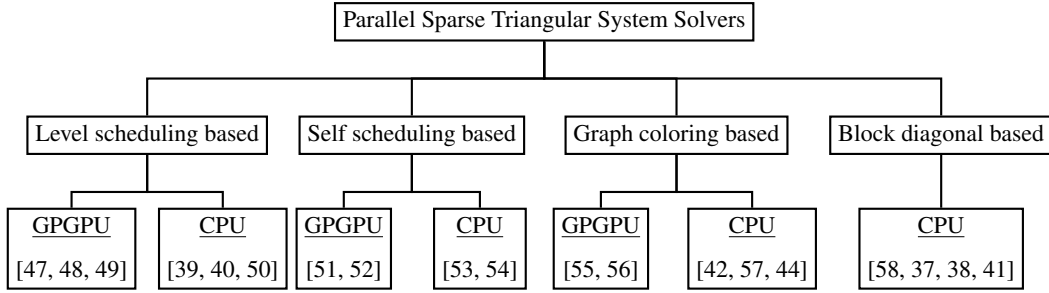 Parallel Sparse Triangular System Solvers
Level scheduling based
Self scheduling based
Graph coloring based
Block diagonal based
GPGPU
[47, 48, 49]
CPU
[39, 40, 50]
GPGPU
[51, 52]
CPU
[53, 54]
GPGPU
[55, 56]
CPU
[42, 57, 44]
CPU
[58, 37, 38, 41]